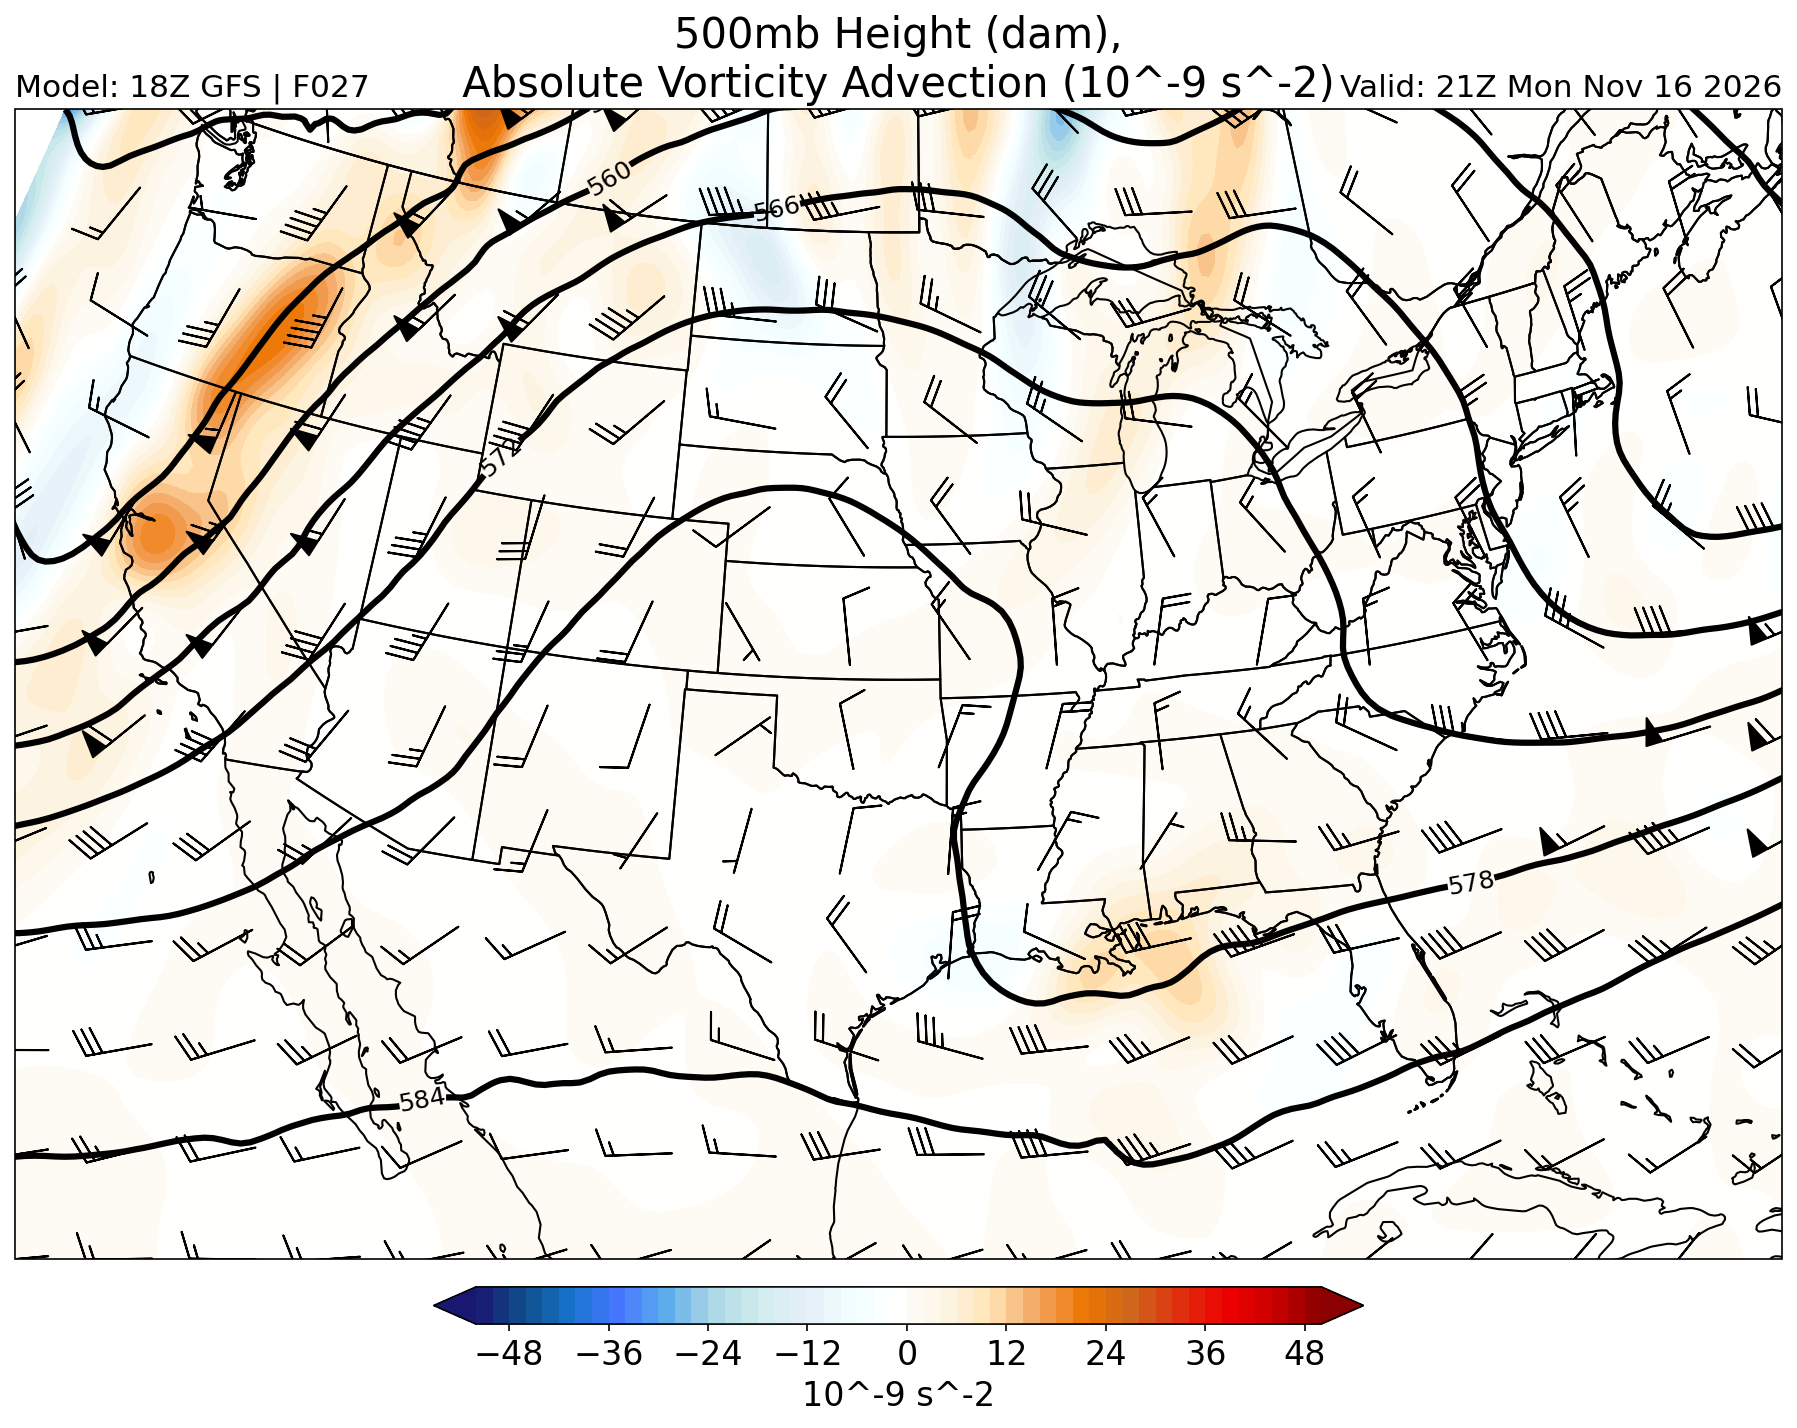 500mb Height (dam),
Model: 18Z GFS | F027 Absolute Vorticity Advection (10^-9 s^-2) Valid: 21Z Mon Nov 16 2026
560
566
572
578
584
−48 −36 −24 −12 0 12 24 36 48
10^-9 s^-2